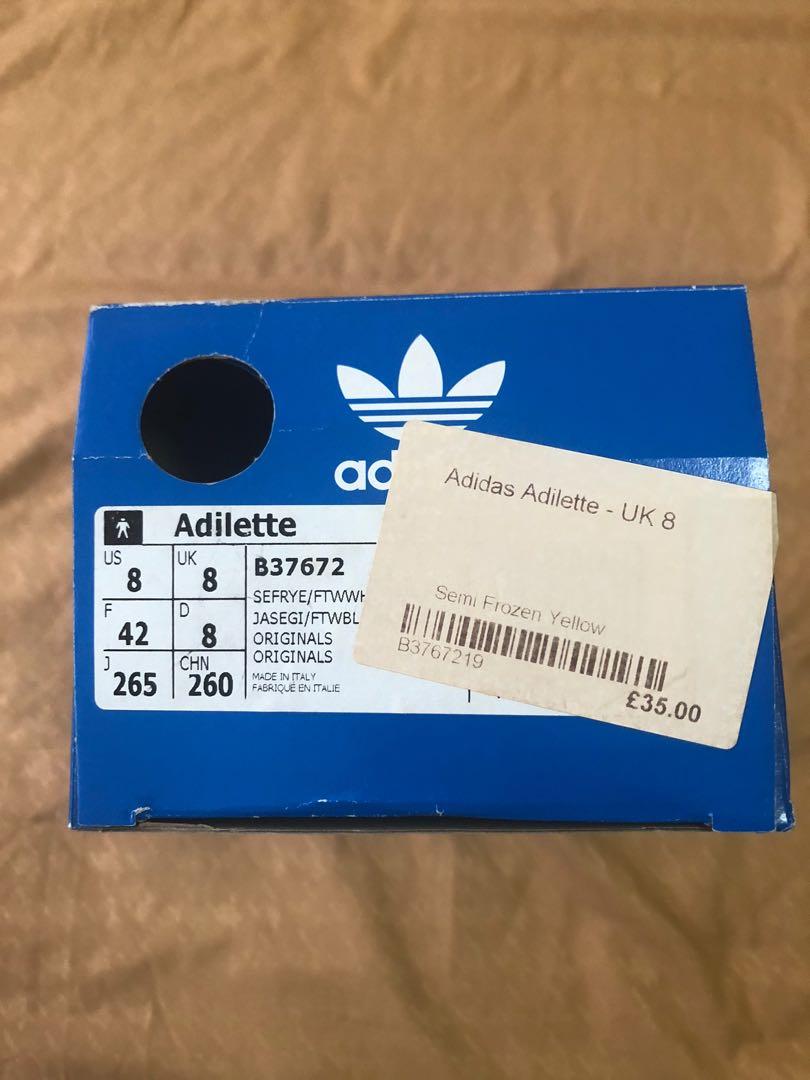 ad
Adilette
US 8 UK 8
F 42 D 8
J 265 CHN 260
B37672
SEFRYE/FTWWH
JASEGI/FTWBL
ORIGINALS
ORIGINALS
MADE IN ITALY
FABRIQUÉ EN ITALIE
Adidas Adilette - UK 8
Semi Frozen Yellow
B3767219
£35.00